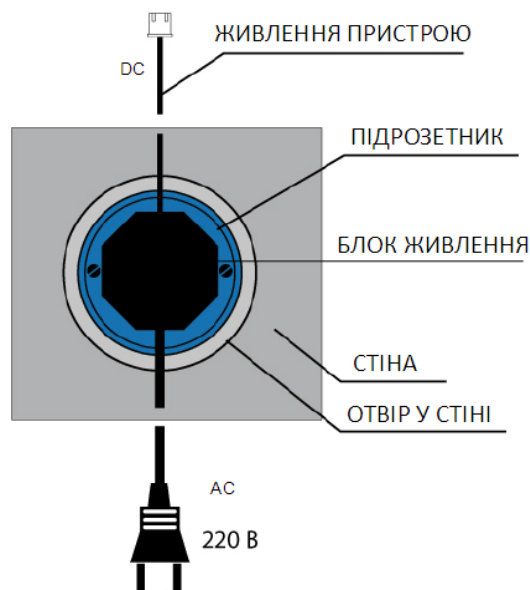 ЖИВЛЕННЯ ПРИСТРОЮ
DC
ПІДРОЗЕТНИК
БЛОК ЖИВЛЕННЯ
СТІНА
ОТВІР У СТІНІ
AC
220 В